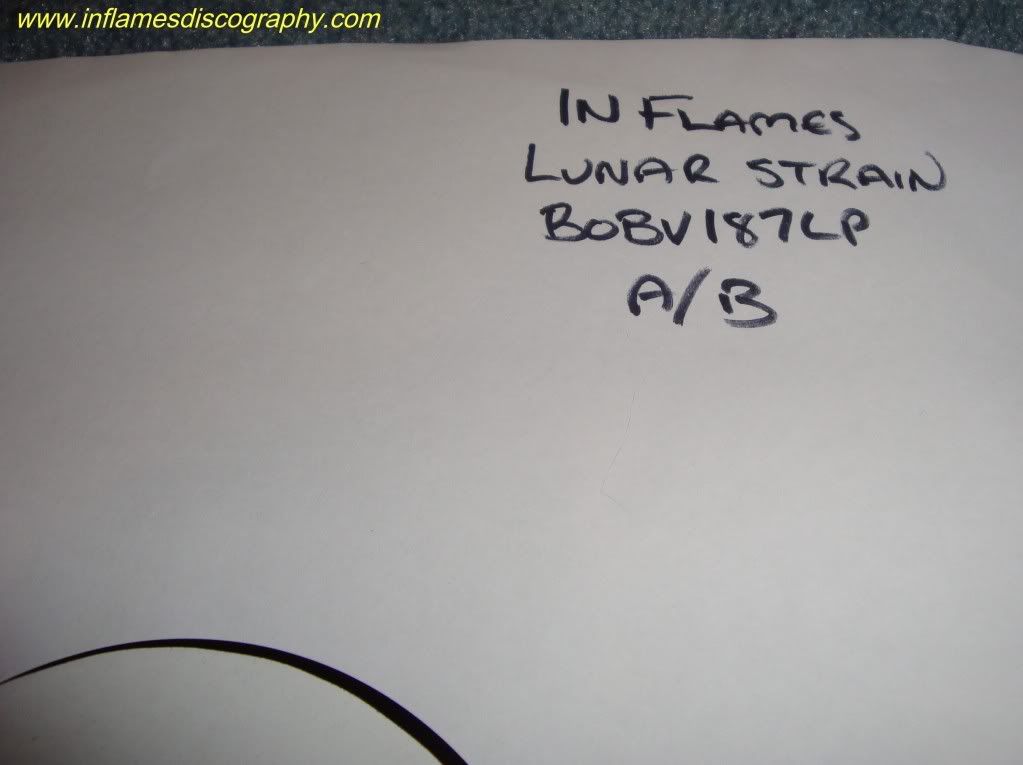 www.inflamesdiscography.com
IN FLAMES
LUNAR STRAIN
BOBV187LP
A/B